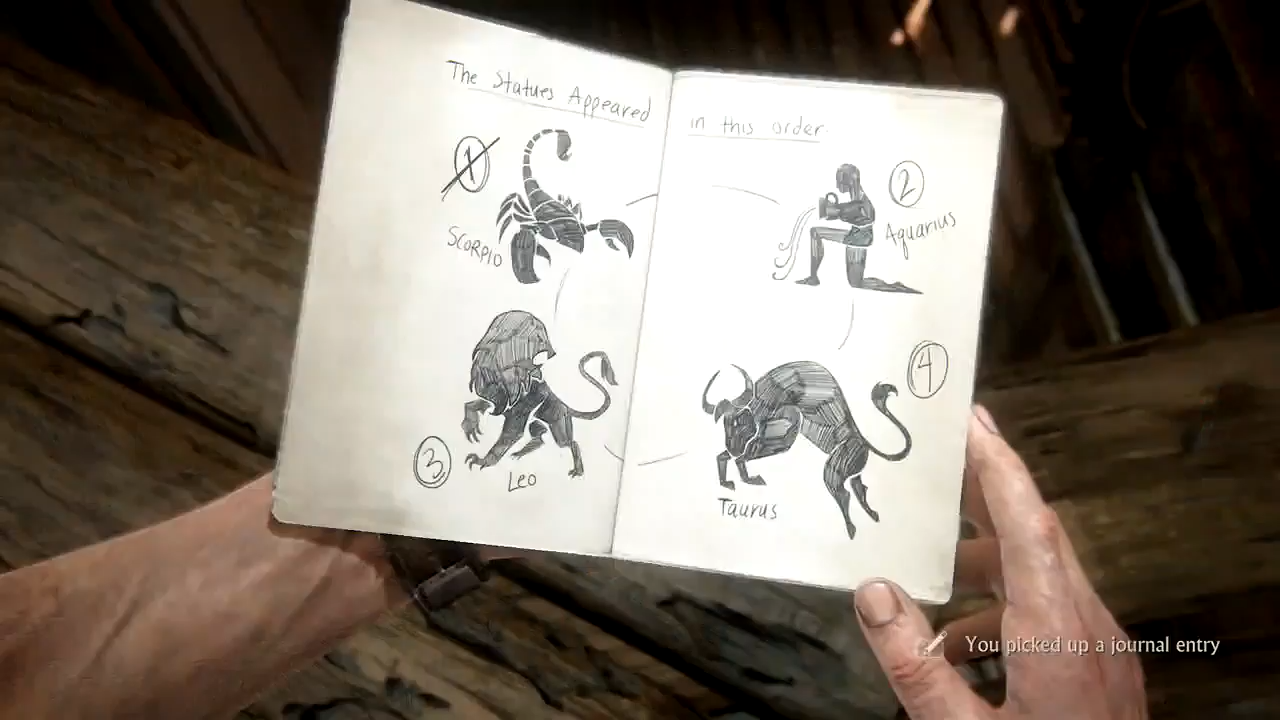 The Statues Appeared
in this order.
1
Scorpio
2
Aquarius
3
Leo
4
Taurus
You picked up a journal entry